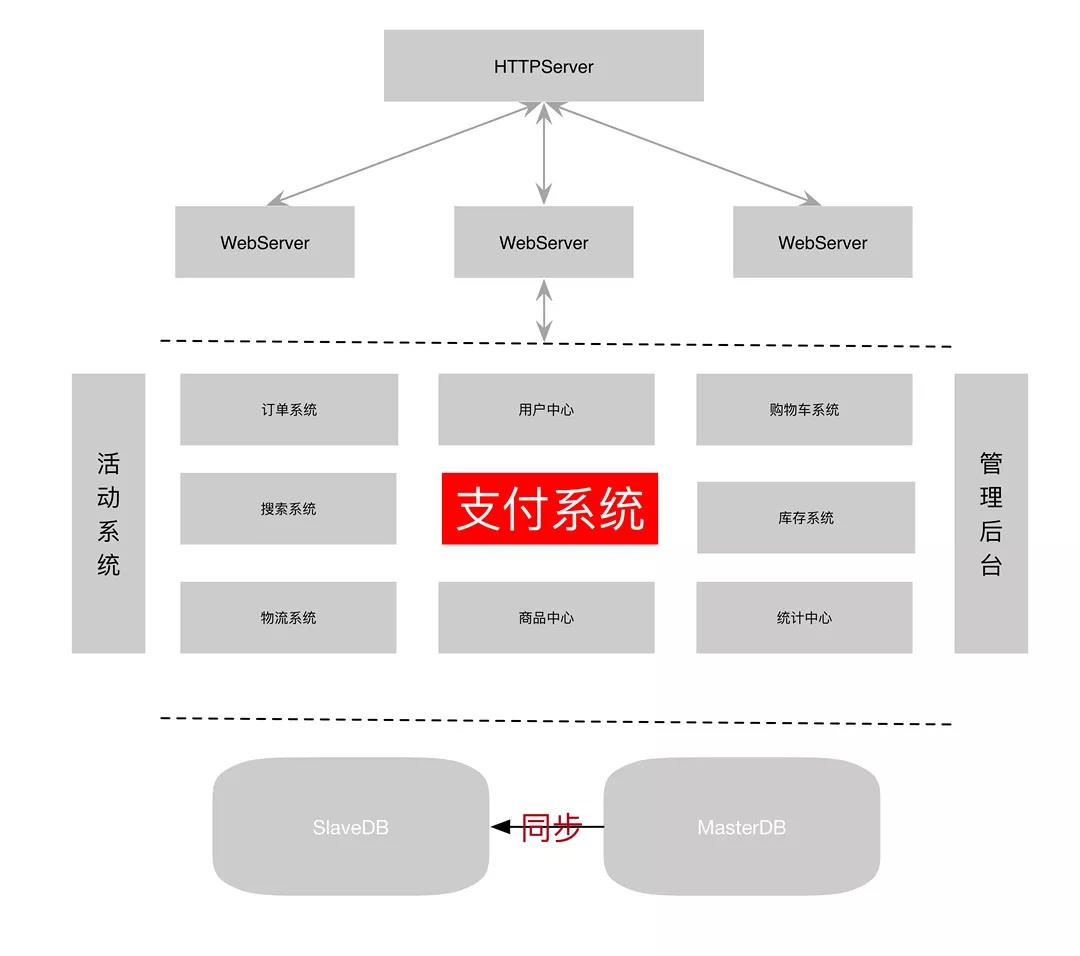 HTTPServer
WebServer
WebServer
WebServer
活动系统
订单系统
用户中心
购物车系统
管理后台
搜索系统
支付系统
库存系统
物流系统
商品中心
统计中心
SlaveDB
同步
MasterDB